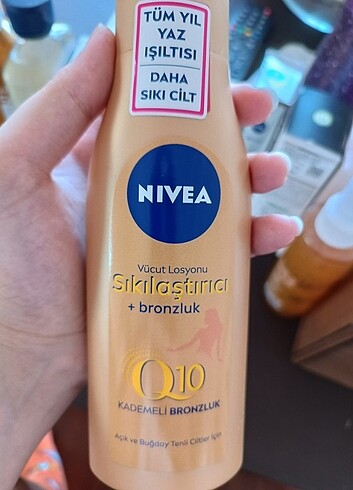 TÜM YIL
YAZ
IŞILTISI
DAHA
SIKI CİLT
NIVEA
Vücut Losyonu
Sıkılaştırıcı
+ bronzluk
Q10
KADEMELİ BRONZLUK
Açık ve Buğday Tenli Ciltler İçin